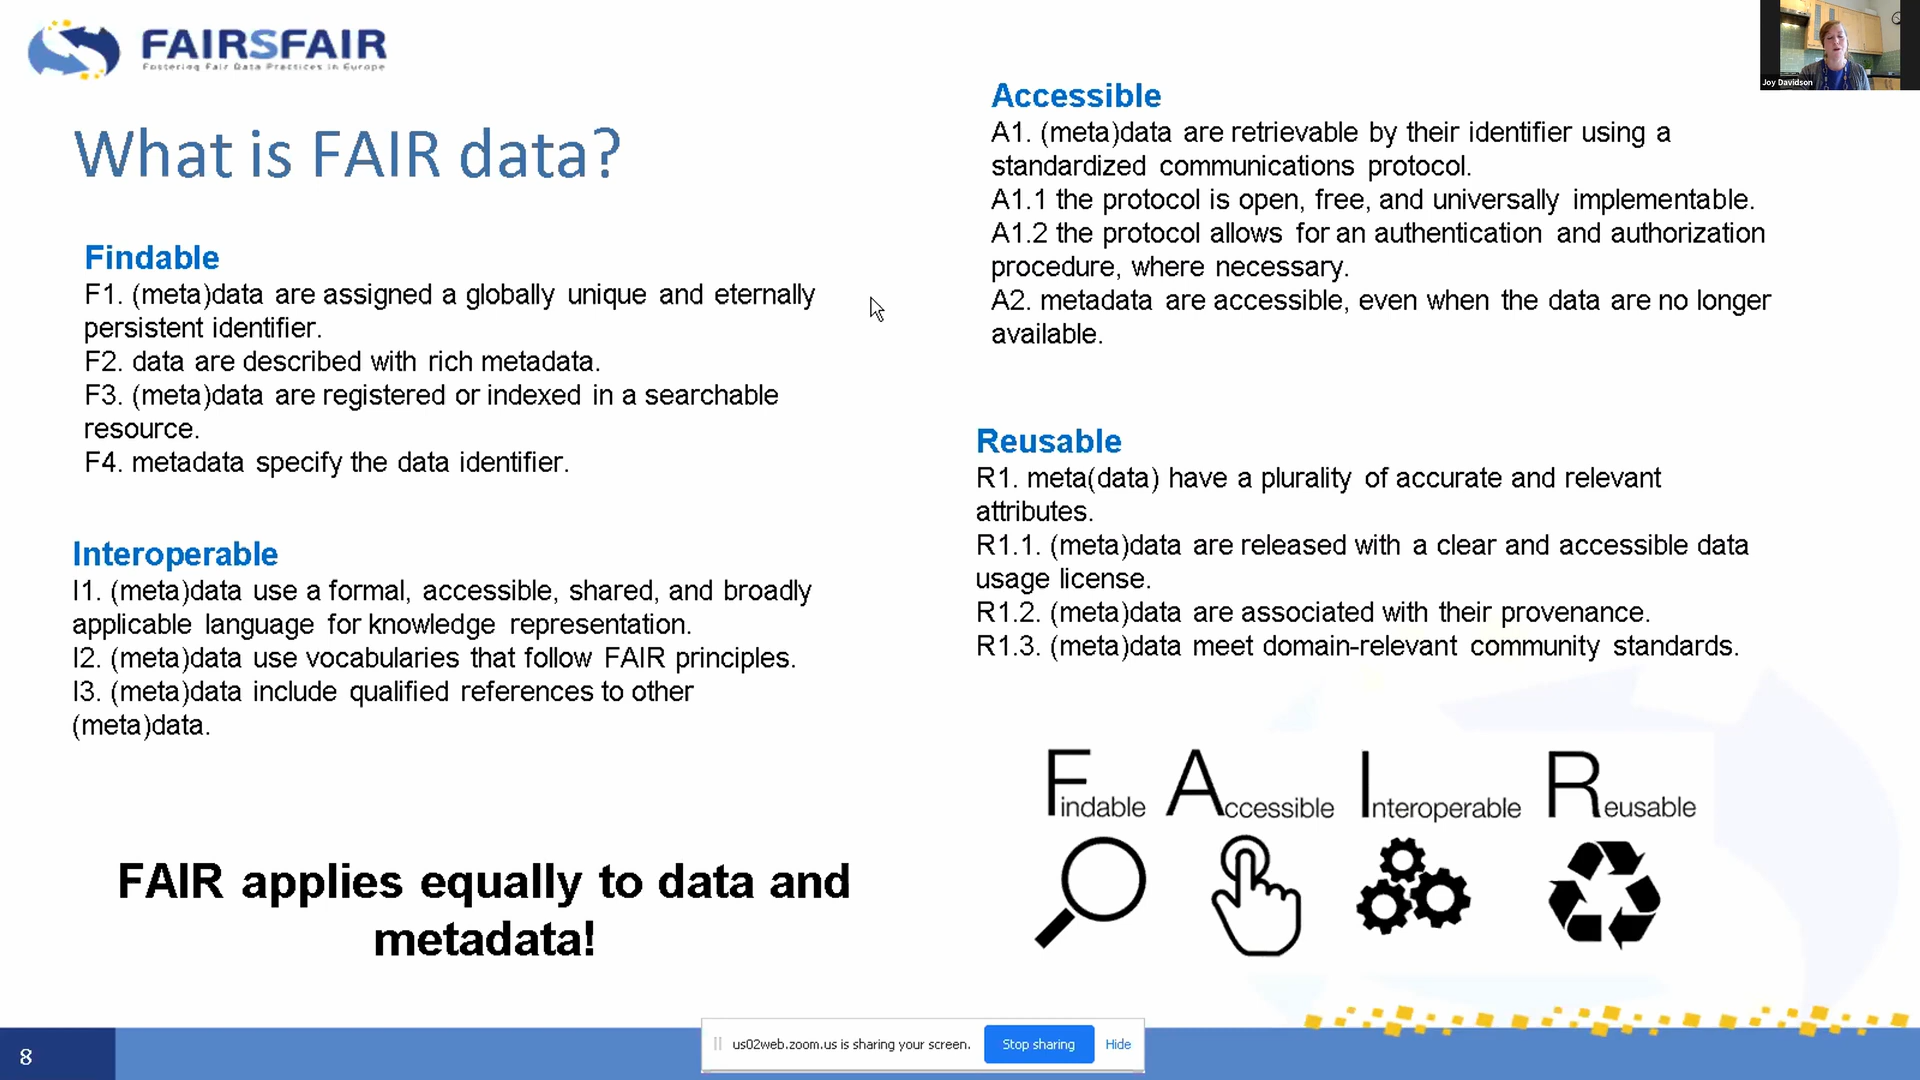 FAIRSFAIR
Fostering Fair Data Practices in Europe
What is FAIR data?
Findable
F1. (meta)data are assigned a globally unique and eternally
persistent identifier.
F2. data are described with rich metadata.
F3. (meta)data are registered or indexed in a searchable
resource.
F4. metadata specify the data identifier.
Interoperable
I1. (meta)data use a formal, accessible, shared, and broadly
applicable language for knowledge representation.
I2. (meta)data use vocabularies that follow FAIR principles.
I3. (meta)data include qualified references to other
(meta)data.
FAIR applies equally to data and
metadata!
Joy Davidson
Accessible
A1. (meta)data are retrievable by their identifier using a
standardized communications protocol.
A1.1 the protocol is open, free, and universally implementable.
A1.2 the protocol allows for an authentication and authorization
procedure, where necessary.
A2. metadata are accessible, even when the data are no longer
available.
Reusable
R1. meta(data) have a plurality of accurate and relevant
attributes.
R1.1. (meta)data are released with a clear and accessible data
usage license.
R1.2. (meta)data are associated with their provenance.
R1.3. (meta)data meet domain-relevant community standards.
Findable Accessible Interoperable Reusable
8
us02web.zoom.us is sharing your screen. Stop sharing Hide